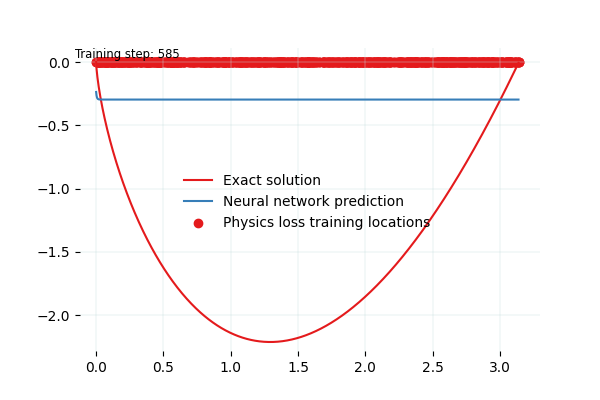 Training step: 585
0.0
−0.5
−1.0
−1.5
−2.0
Exact solution
Neural network prediction
Physics loss training locations
0.0 0.5 1.0 1.5 2.0 2.5 3.0